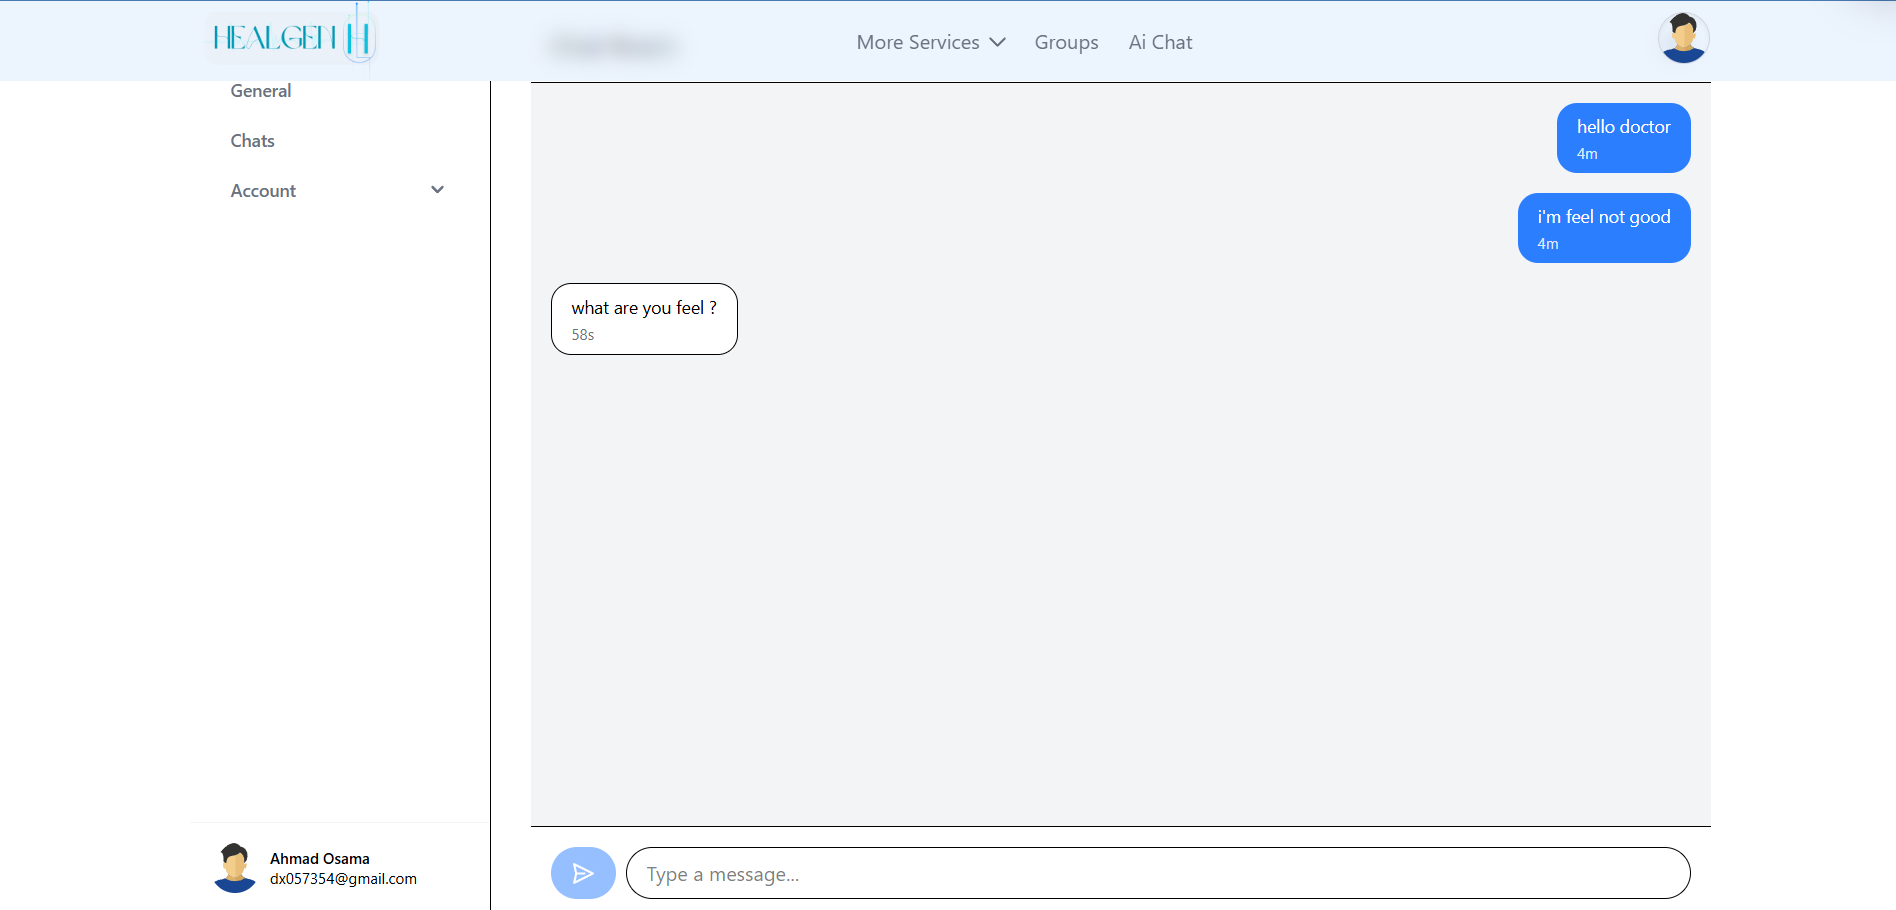 HEALGEN H
More Services
Groups
Ai Chat
General
Chats
Account
hello doctor
4m
i'm feel not good
4m
what are you feel ?
58s
Ahmad Osama
dx057354@gmail.com
Type a message...